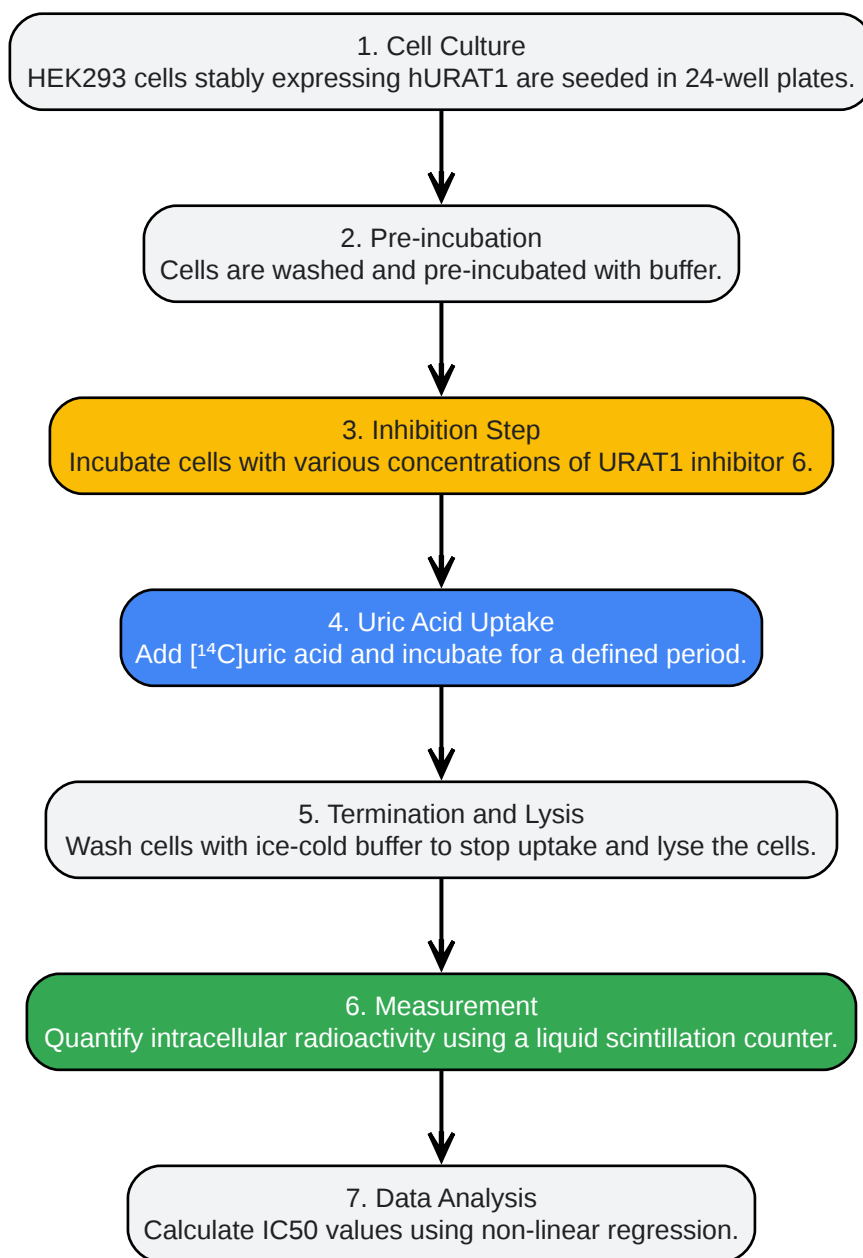 1. Cell Culture
HEK293 cells stably expressing hURAT1 are seeded in 24-well plates.
2. Pre-incubation
Cells are washed and pre-incubated with buffer.
3. Inhibition Step
Incubate cells with various concentrations of URAT1 inhibitor 6.
4. Uric Acid Uptake
Add [¹⁴C]uric acid and incubate for a defined period.
5. Termination and Lysis
Wash cells with ice-cold buffer to stop uptake and lyse the cells.
6. Measurement
Quantify intracellular radioactivity using a liquid scintillation counter.
7. Data Analysis
Calculate IC50 values using non-linear regression.